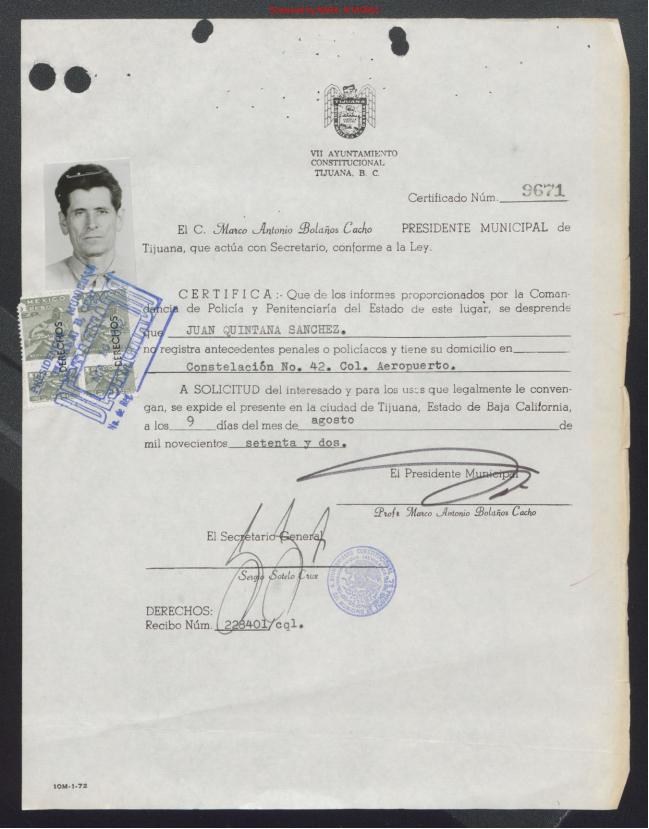 TIJUANA
VII AYUNTAMIENTO
CONSTITUCIONAL
TIJUANA, B. C.
Certificado Núm. 9671
El C. Marco Antonio Bolaños Cacho PRESIDENTE MUNICIPAL de
Tijuana, que actúa con Secretario, conforme a la Ley.
CERTIFICA:- Que de los informes proporcionados por la Coman-
dancia de Policía y Penitenciaría del Estado de este lugar, se desprende
que JUAN QUINTANA SANCHEZ.
no registra antecedentes penales o policíacos y tiene su domicilio en
Constelación No. 42. Col. Aeropuerto.
MEXICO
DERECHOS
DERECHOS
A SOLICITUD del interesado y para los usos que legalmente le conven-
gan, se expide el presente en la ciudad de Tijuana, Estado de Baja California,
a los 9 días del mes de agosto de
mil novecientos setenta y dos.
El Presidente Municipal
Profr. Marco Antonio Bolaños Cacho
El Secretario General
Sergio Sotelo Cruz
DERECHOS:
Recibo Núm. 228401/cql.
10M-1-72